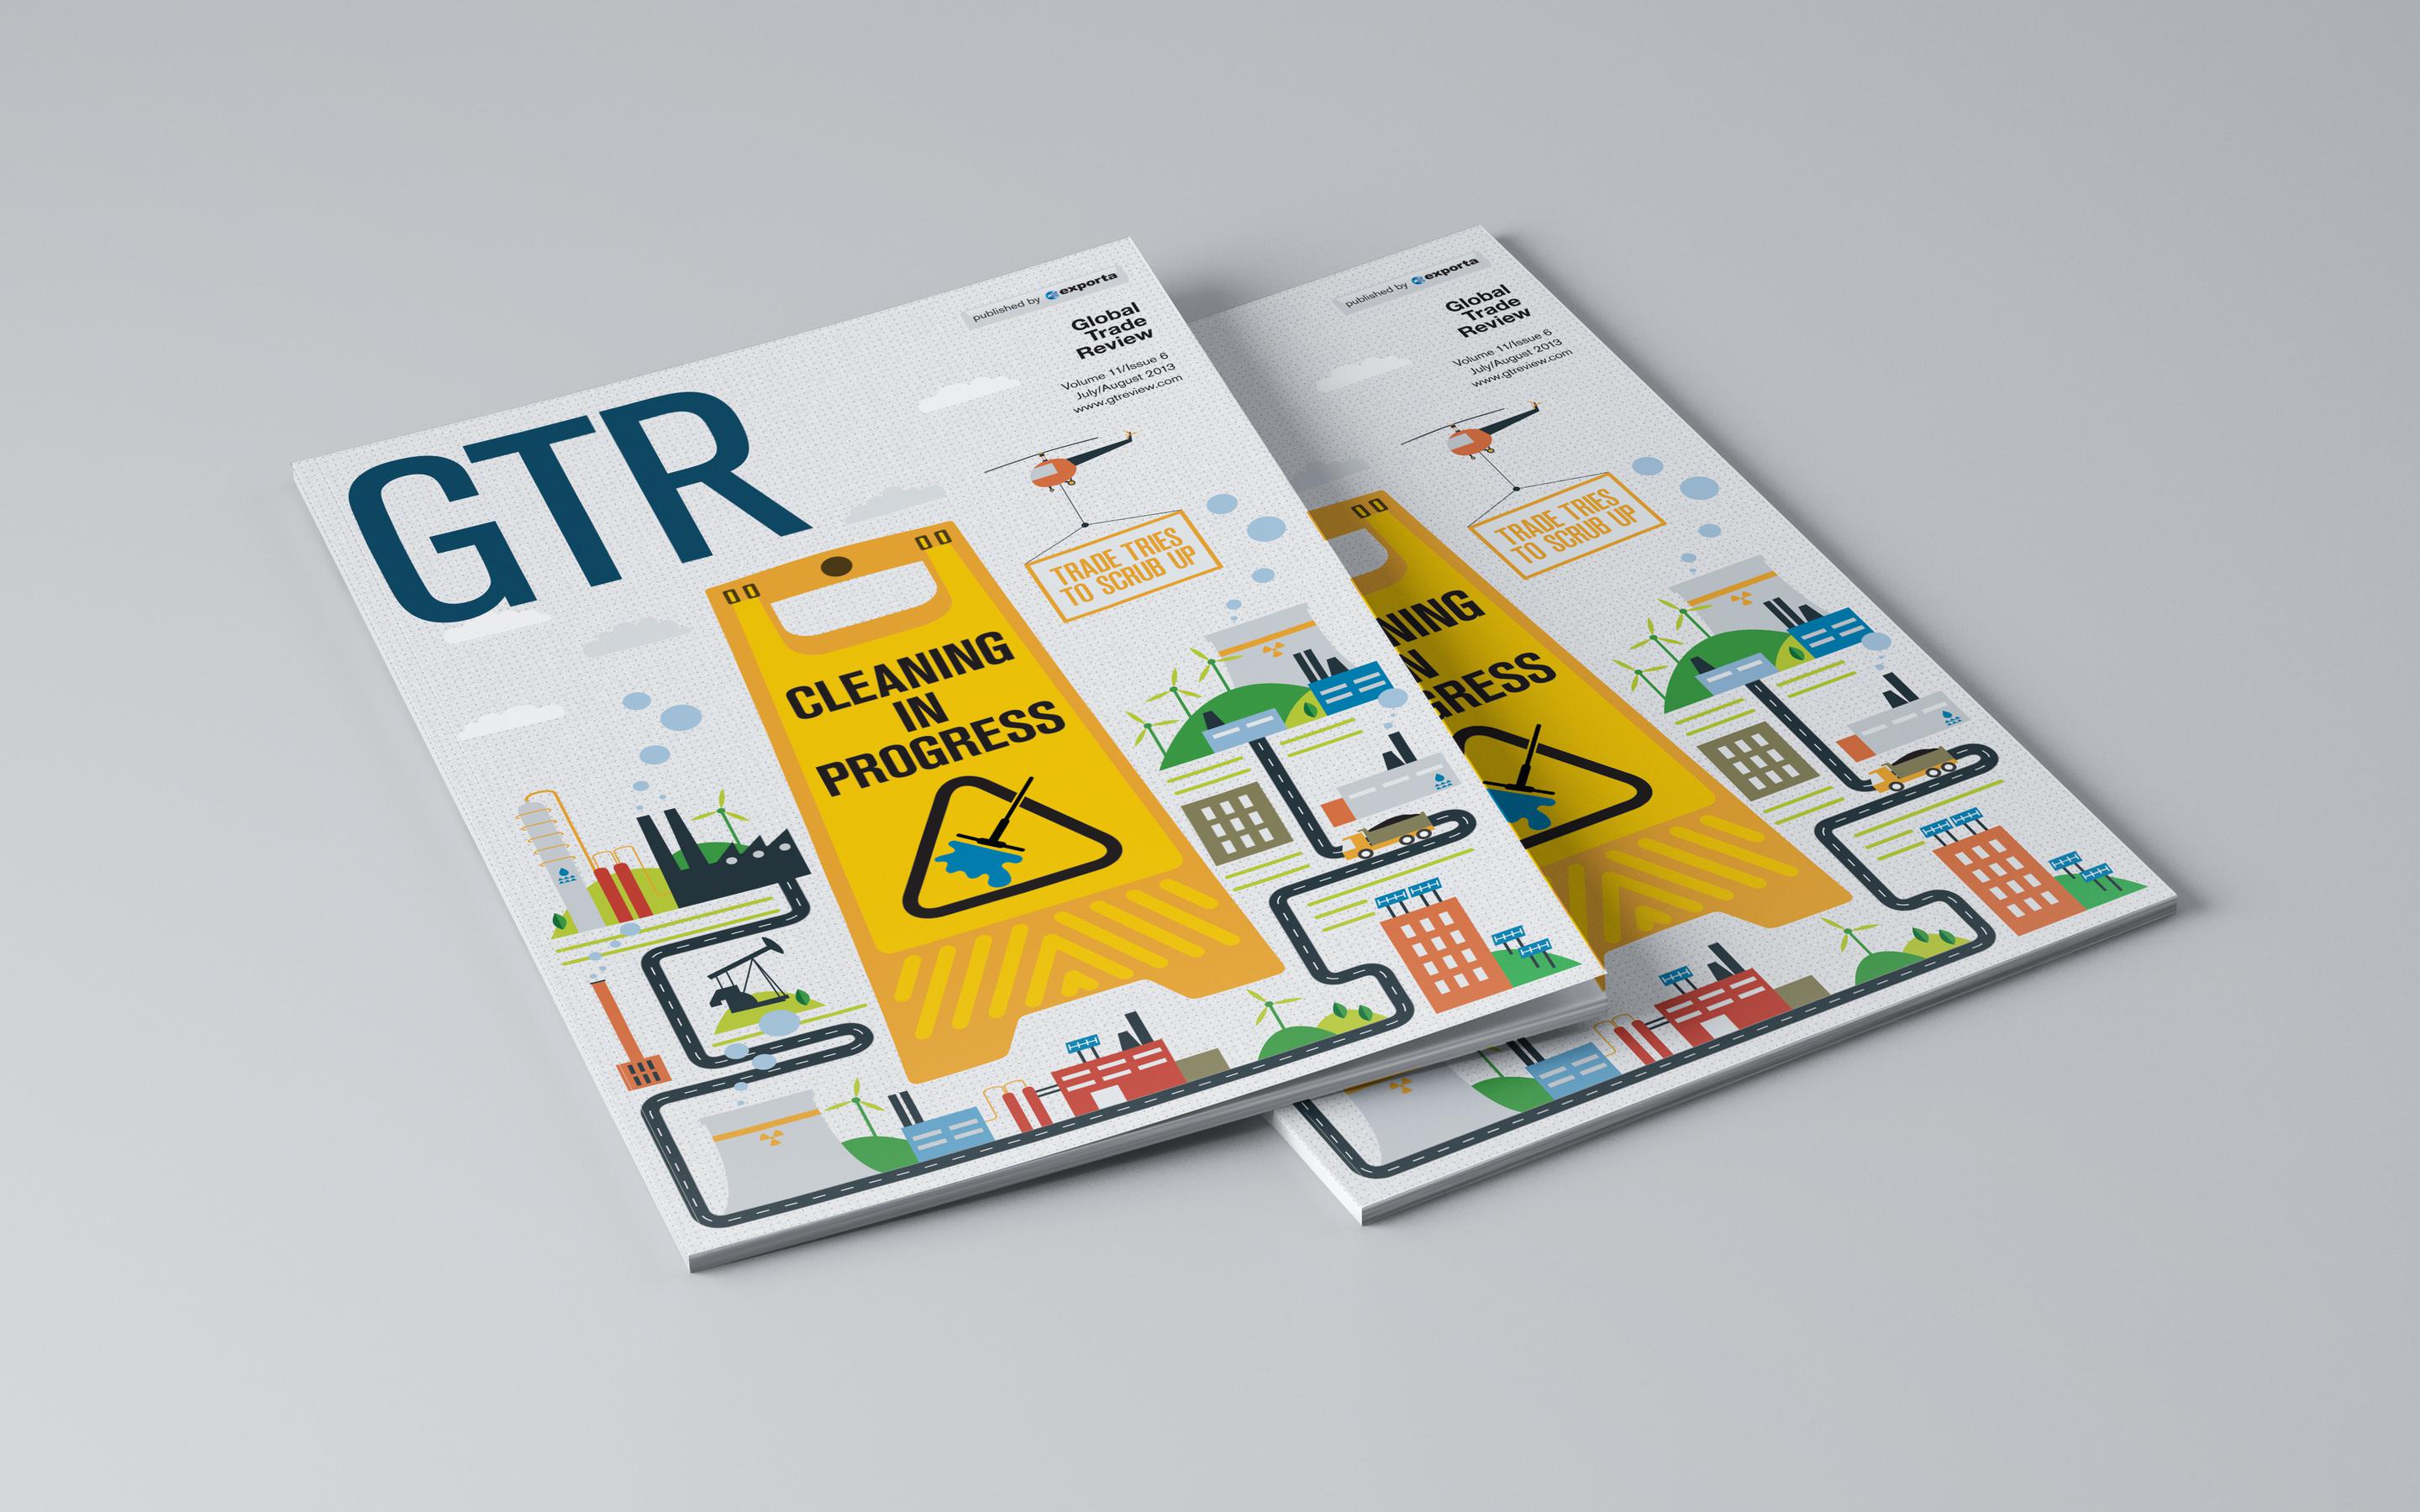 published by exporta
Global
Trade
Review
Volume 11/Issue 6
July/August 2013
www.gtreview.com
GTR
TRADE TRIES
TO SCRUB UP
CLEANING
IN
PROGRESS
published by exporta
Global
Trade
Review
Volume 11/Issue 6
July/August 2013
www.gtreview.com
TRADE TRIES
TO SCRUB UP
NING
N
GRESS